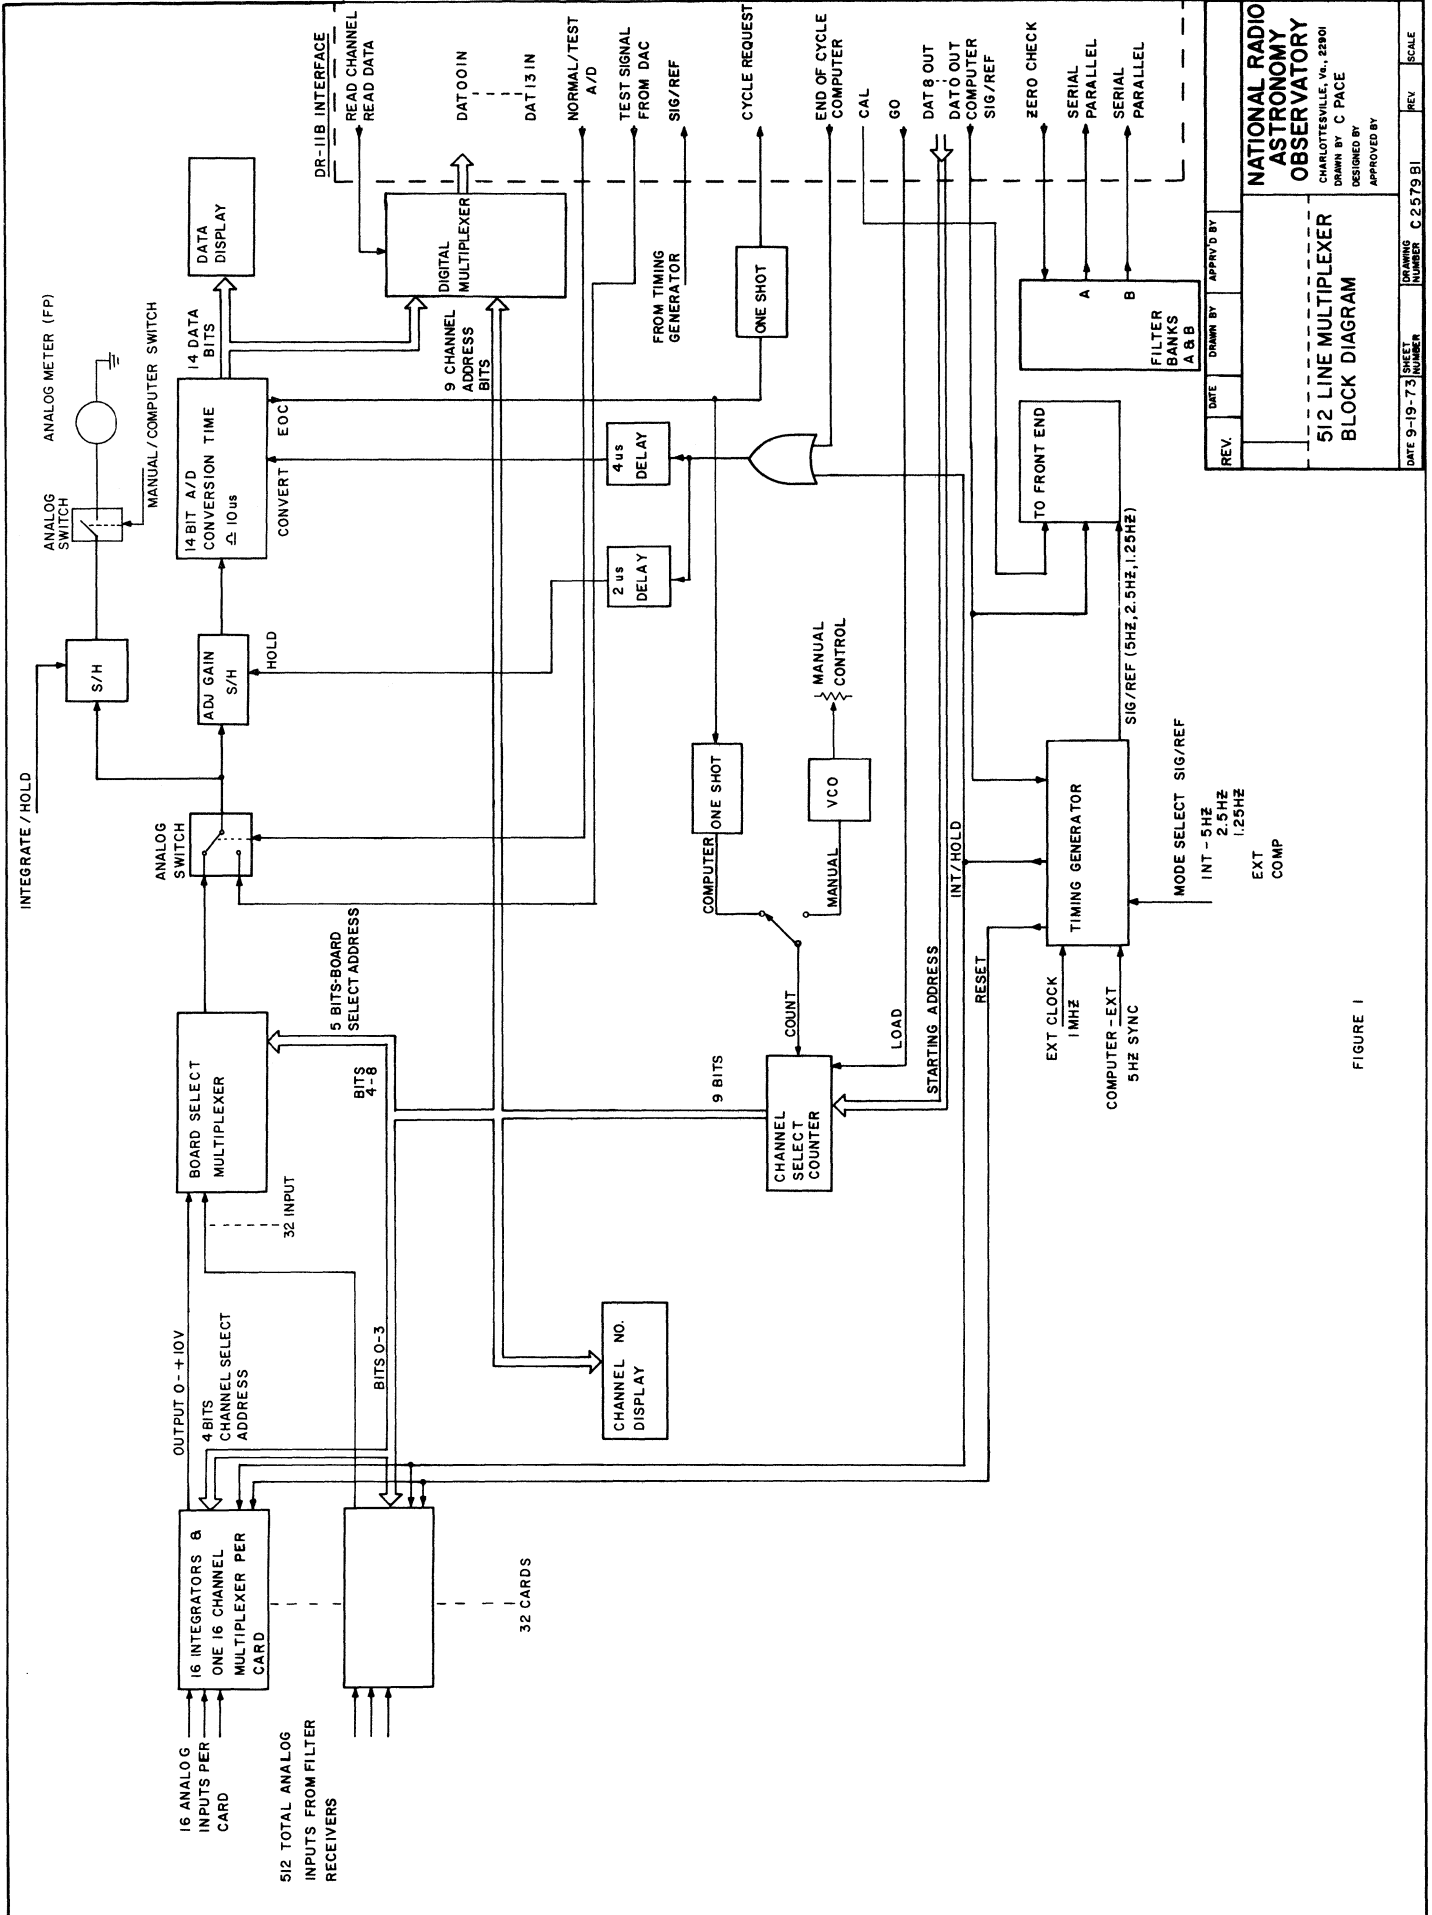 INTEGRATE/HOLD
S/H
ANALOG
SWITCH
ANALOG METER (FP)
MANUAL/COMPUTER SWITCH
16 ANALOG
INPUTS PER
CARD
16 INTEGRATORS &
ONE 16 CHANNEL
MULTIPLEXER PER
CARD
OUTPUT 0-+10V
4 BITS
CHANNEL SELECT
ADDRESS
32 INPUT
BOARD SELECT
MULTIPLEXER
ANALOG
SWITCH
ADJ GAIN
S/H
HOLD
14 BIT A/D
CONVERSION TIME
≏ 10us
CONVERT
EOC
14 DATA
BITS
DATA
DISPLAY
512 TOTAL ANALOG
INPUTS FROM FILTER
RECEIVERS
32 CARDS
BITS 0-3
BITS
4-8
5 BITS-BOARD
SELECT ADDRESS
9 CHANNEL
ADDRESS
BITS
DIGITAL
MULTIPLEXER
DR-11B INTERFACE
READ CHANNEL
READ DATA
DAT 00 IN
DAT 13 IN
NORMAL/TEST
A/D
TEST SIGNAL
FROM DAC
SIG/REF
CYCLE REQUEST
END OF CYCLE
COMPUTER
CAL
GO
DAT 8 OUT
DAT 0 OUT
COMPUTER
SIG/REF
ZERO CHECK
SERIAL
PARALLEL
SERIAL
PARALLEL
CHANNEL NO.
DISPLAY
2 us
DELAY
4us
DELAY
FROM TIMING
GENERATOR
ONE SHOT
9 BITS
CHANNEL
SELECT
COUNTER
COUNT
COMPUTER
MANUAL
ONE SHOT
VCO
MANUAL
CONTROL
LOAD
STARTING ADDRESS
INT/HOLD
RESET
EXT CLOCK
1 MHZ
COMPUTER-EXT
5HZ SYNC
TIMING GENERATOR
MODE SELECT SIG/REF
INT-5HZ
2.5HZ
1.25HZ
EXT
COMP
SIG/REF (5HZ,2.5HZ,1.25HZ)
TO FRONT END
FILTER
BANKS
A & B
A
B
FIGURE 1
REV.
DATE
DRAWN BY
APPRV'D BY
512 LINE MULTIPLEXER
BLOCK DIAGRAM
NATIONAL RADIO
ASTRONOMY
OBSERVATORY
CHARLOTTESVILLE, Va., 22901
DRAWN BY C PACE
DESIGNED BY
APPROVED BY
DATE 9-19-73
SHEET
NUMBER
DRAWING
NUMBER C2579B1
REV.
SCALE